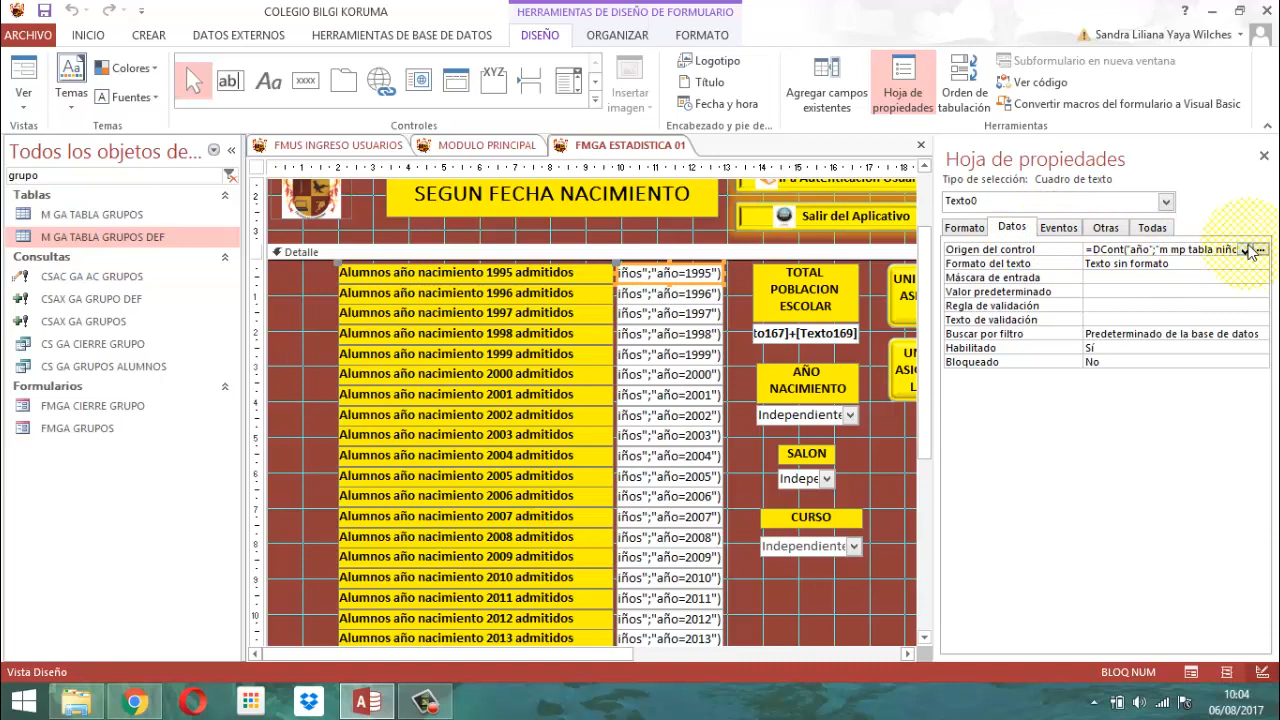 COLEGIO BILGI KORUMA
HERRAMIENTAS DE DISEÑO DE FORMULARIO
ARCHIVO
INICIO
CREAR
DATOS EXTERNOS
HERRAMIENTAS DE BASE DE DATOS
DISEÑO
ORGANIZAR
FORMATO
Sandra Liliana Yaya Wilches
Ver
Temas
Colores
Fuentes
ab|
Aa
xxxx
XYZ
Insertar
imagen
Logotipo
Título
Fecha y hora
Agregar campos
existentes
Hoja de
propiedades
Orden de
tabulación
Subformulario en nueva ventana
Ver código
Convertir macros del formulario a Visual Basic
Vistas
Temas
Controles
Encabezado y pie de...
Herramientas
Todos los objetos de...
grupo
Tablas
M GA TABLA GRUPOS
M GA TABLA GRUPOS DEF
Consultas
CSAC GA AC GRUPOS
CSAX GA GRUPO DEF
CSAX GA GRUPOS
CS GA CIERRE GRUPO
CS GA GRUPOS ALUMNOS
Formularios
FMGA CIERRE GRUPO
FMGA GRUPOS
FMUS INGRESO USUARIOS
MODULO PRINCIPAL
FMGA ESTADISTICA 01
SEGUN FECHA NACIMIENTO
Salir del Aplicativo
Detalle
Alumnos año nacimiento 1995 admitidos
iños";"año=1995")
Alumnos año nacimiento 1996 admitidos
iños";"año=1996")
Alumnos año nacimiento 1997 admitidos
iños";"año=1997")
Alumnos año nacimiento 1998 admitidos
iños";"año=1998")
Alumnos año nacimiento 1999 admitidos
iños";"año=1999")
Alumnos año nacimiento 2000 admitidos
iños";"año=2000")
Alumnos año nacimiento 2001 admitidos
iños";"año=2001")
Alumnos año nacimiento 2002 admitidos
iños";"año=2002")
Alumnos año nacimiento 2003 admitidos
iños";"año=2003")
Alumnos año nacimiento 2004 admitidos
iños";"año=2004")
Alumnos año nacimiento 2005 admitidos
iños";"año=2005")
Alumnos año nacimiento 2006 admitidos
iños";"año=2006")
Alumnos año nacimiento 2007 admitidos
iños";"año=2007")
Alumnos año nacimiento 2008 admitidos
iños";"año=2008")
Alumnos año nacimiento 2009 admitidos
iños";"año=2009")
Alumnos año nacimiento 2010 admitidos
iños";"año=2010")
Alumnos año nacimiento 2011 admitidos
iños";"año=2011")
Alumnos año nacimiento 2012 admitidos
iños";"año=2012")
Alumnos año nacimiento 2013 admitidos
iños";"año=2013")
TOTAL
POBLACION
ESCOLAR
to167]+[Texto169]
AÑO
NACIMIENTO
Independiente
SALON
Indepe
CURSO
Independiente
Hoja de propiedades
Tipo de selección: Cuadro de texto
Texto0
Formato
Datos
Eventos
Otras
Todas
Origen del control
=DCont("año";"m mp tabla niño
Formato del texto
Texto sin formato
Máscara de entrada
Valor predeterminado
Regla de validación
Texto de validación
Buscar por filtro
Predeterminado de la base de datos
Habilitado
Sí
Bloqueado
No
Vista Diseño
BLOQ NUM
10:04
06/08/2017